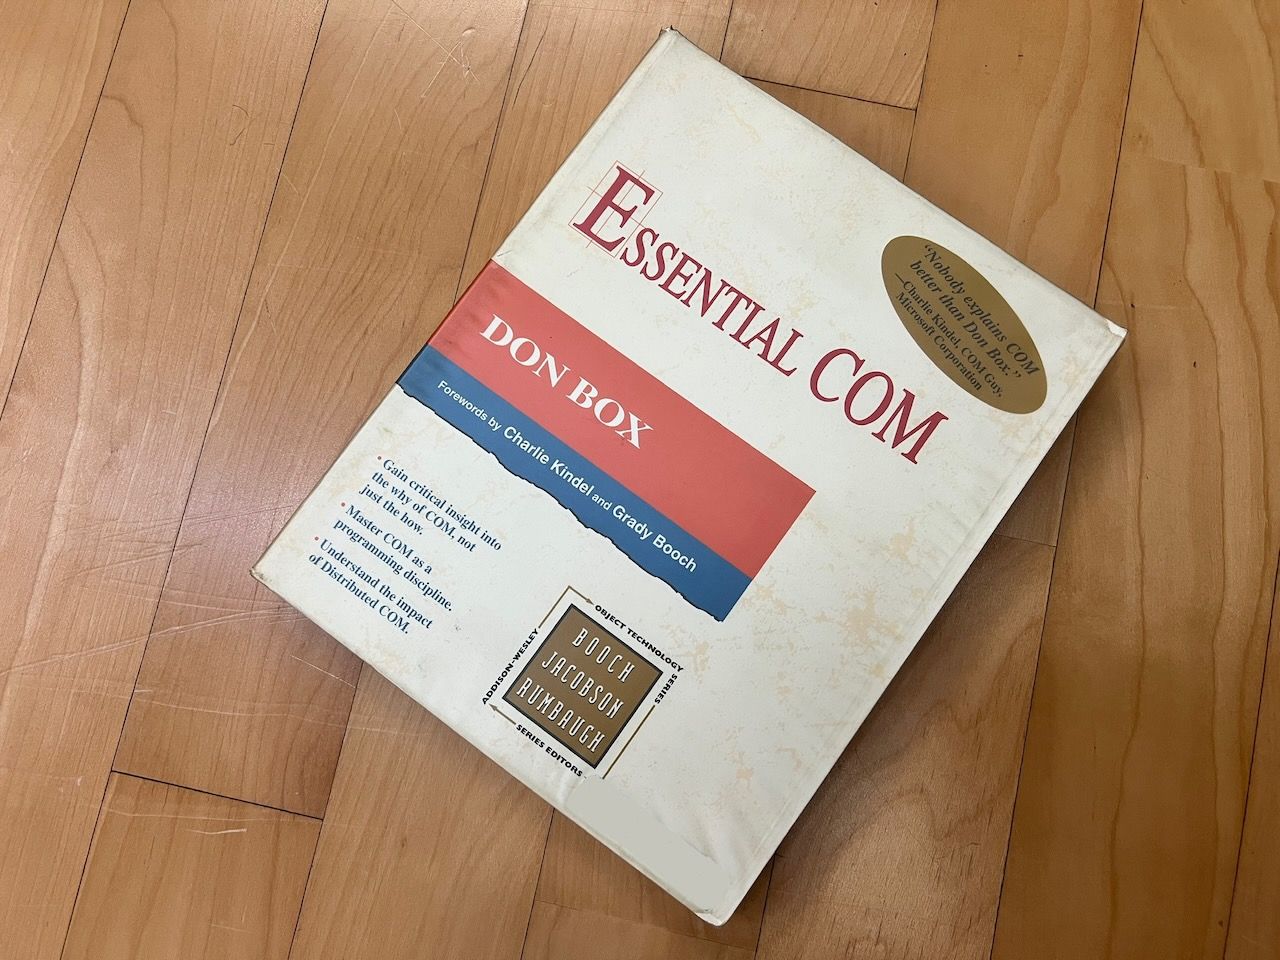 ESSENTIAL COM
"Nobody explains COM
better than Don Box."
—Charlie Kindel, COM Guy,
Microsoft Corporation
DON BOX
Forewords by Charlie Kindel and Grady Booch
• Gain critical insight into
the why of COM, not
just the how.
• Master COM as a
programming discipline.
• Understand the impact
of Distributed COM.
ADDISON-WESLEY
OBJECT TECHNOLOGY
SERIES
BOOCH
JACOBSON
RUMBAUGH
SERIES EDITORS